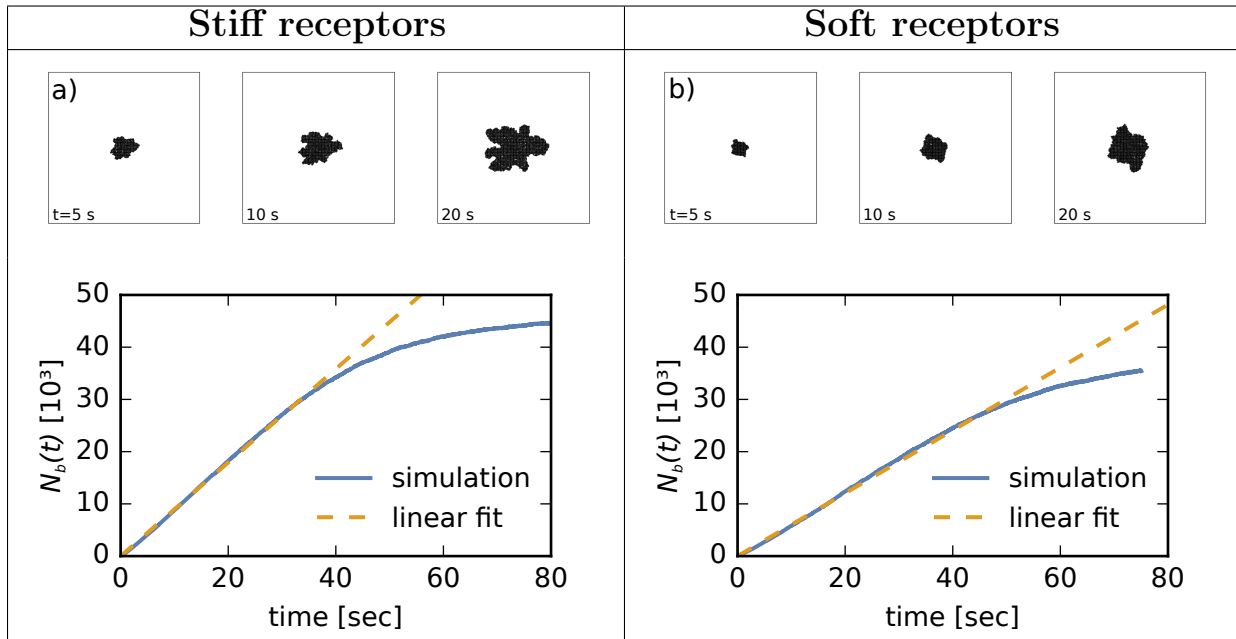 Stiff receptors
Soft receptors
a)
t=5 s
10 s
20 s
b)
t=5 s
10 s
20 s
50
40
30
20
10
0
N_b(t) [10³]
simulation
linear fit
0 20 40 60 80
time [sec]
50
40
30
20
10
0
N_b(t) [10³]
simulation
linear fit
0 20 40 60 80
time [sec]